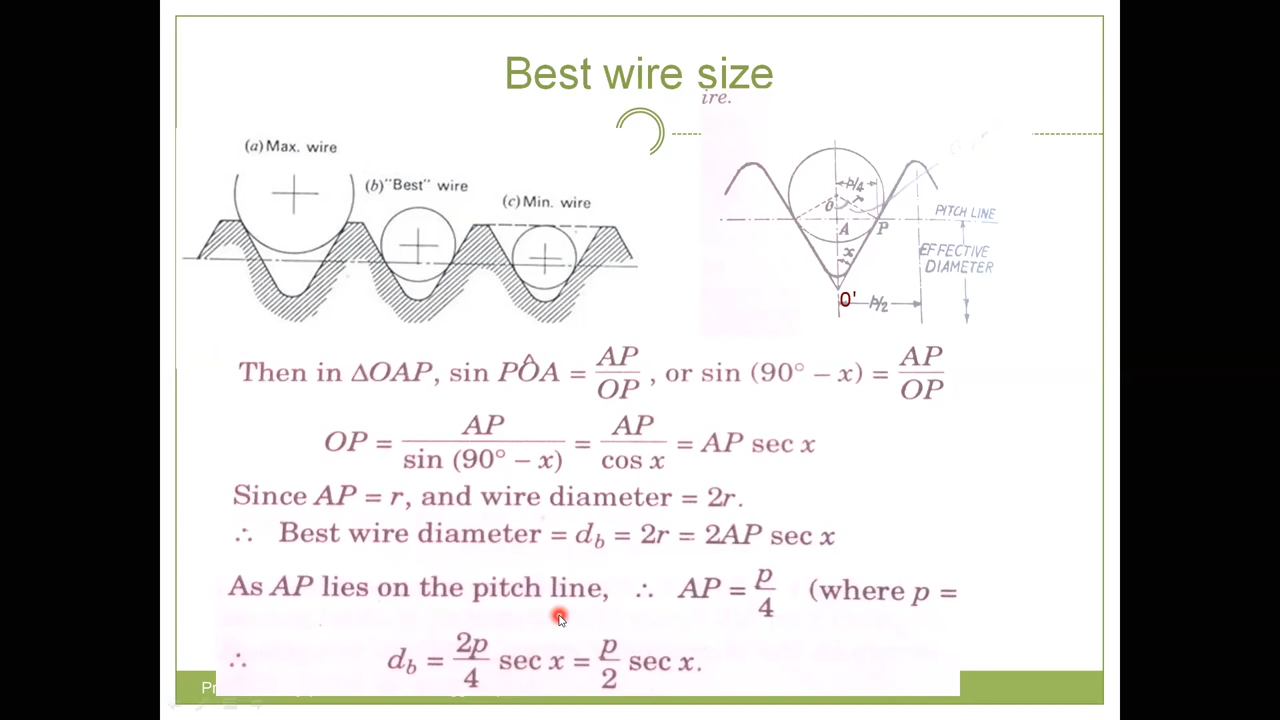 Best wire size
ire.
(a) Max. wire
(b) "Best" wire
(c) Min. wire
p/4
O
r
A
P
x
PITCH LINE
EFFECTIVE
DIAMETER
O'
p/2
Then in ΔOAP, sin PÔA = AP/OP , or sin (90° – x) = AP/OP
OP = AP/sin (90° – x) = AP/cos x = AP sec x
Since AP = r, and wire diameter = 2r.
∴ Best wire diameter = d_b = 2r = 2AP sec x
As AP lies on the pitch line, ∴ AP = p/4 (where p =
∴ d_b = 2p/4 sec x = p/2 sec x.